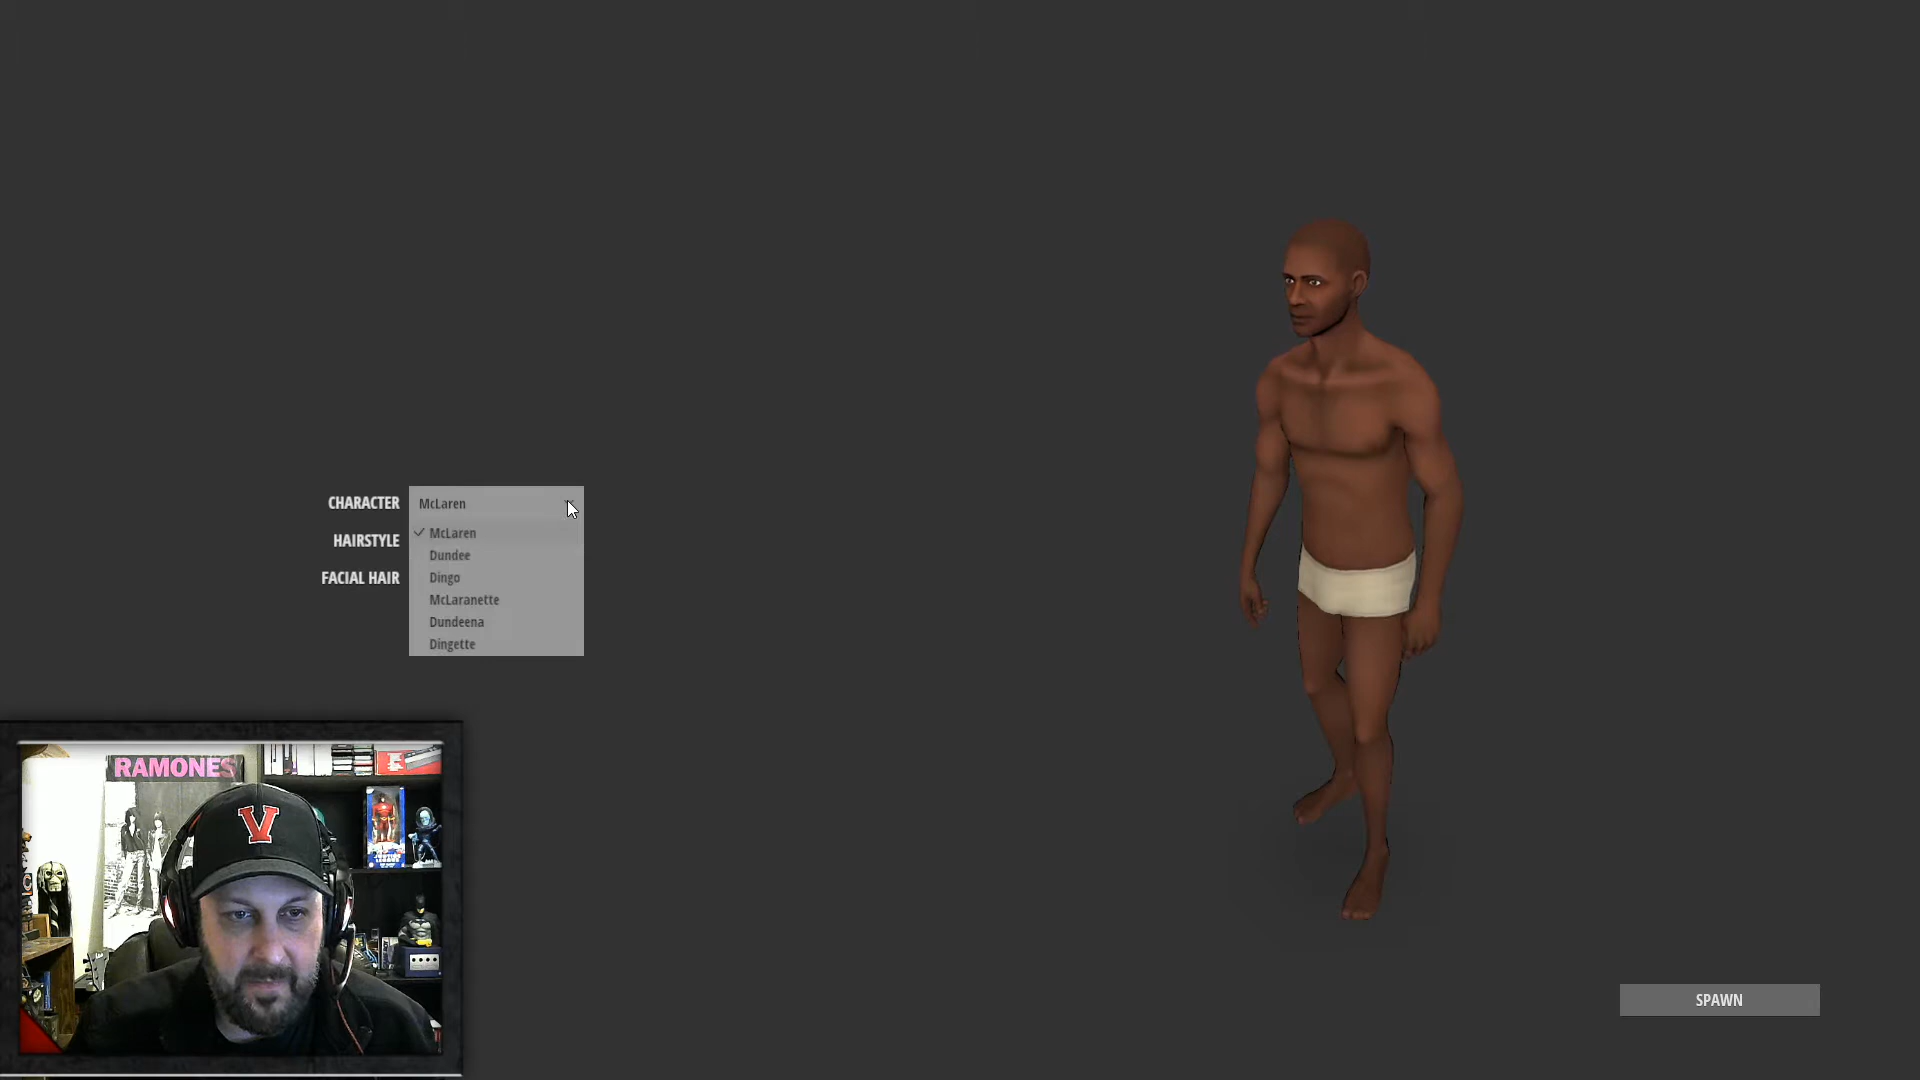 CHARACTER
McLaren
McLaren
HAIRSTYLE
Dundee
FACIAL HAIR
Dingo
McLaranette
Dundeena
Dingette
RAMONES
V
SPAWN